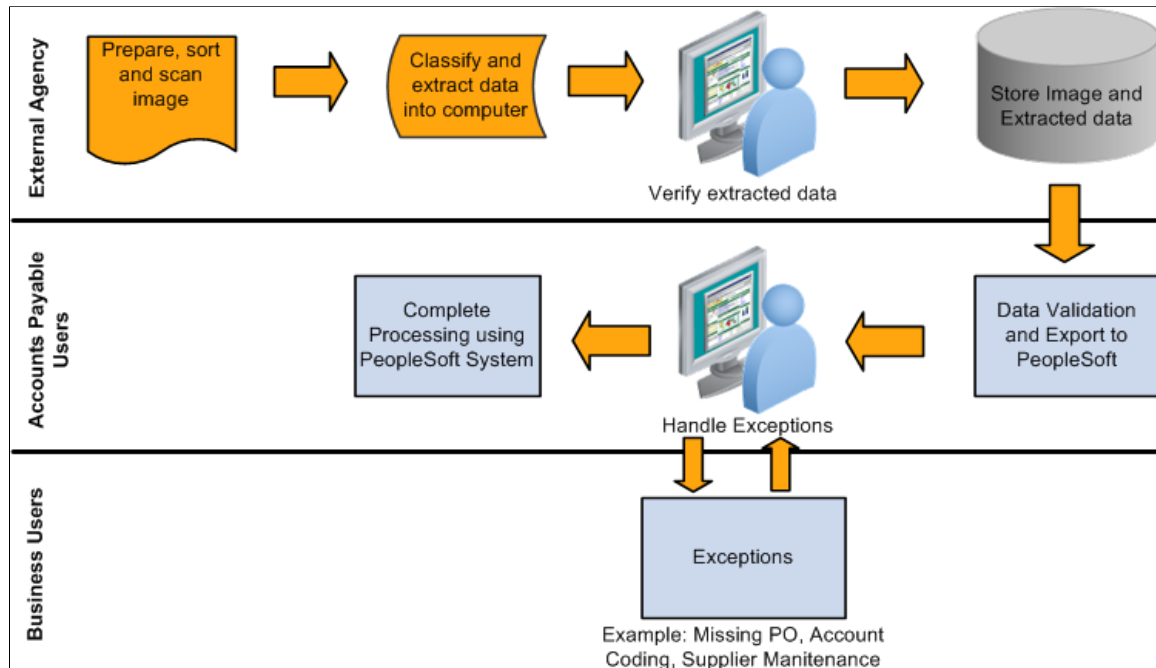 External Agency
Prepare, sort
and scan
image
Classify and
extract data
into computer
Verify extracted data
Store Image and
Extracted data
Accounts Payable
Users
Complete
Processing using
PeopleSoft System
Handle Exceptions
Data Validation
and Export to
PeopleSoft
Business Users
Exceptions
Example: Missing PO, Account
Coding, Supplier Manitenance